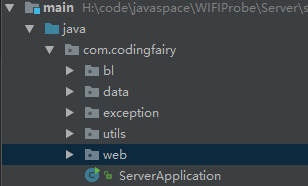 main H:\code\javaspace\WIFIProbe\Server\s
java
com.codingfairy
bl
data
exception
utils
web
ServerApplication